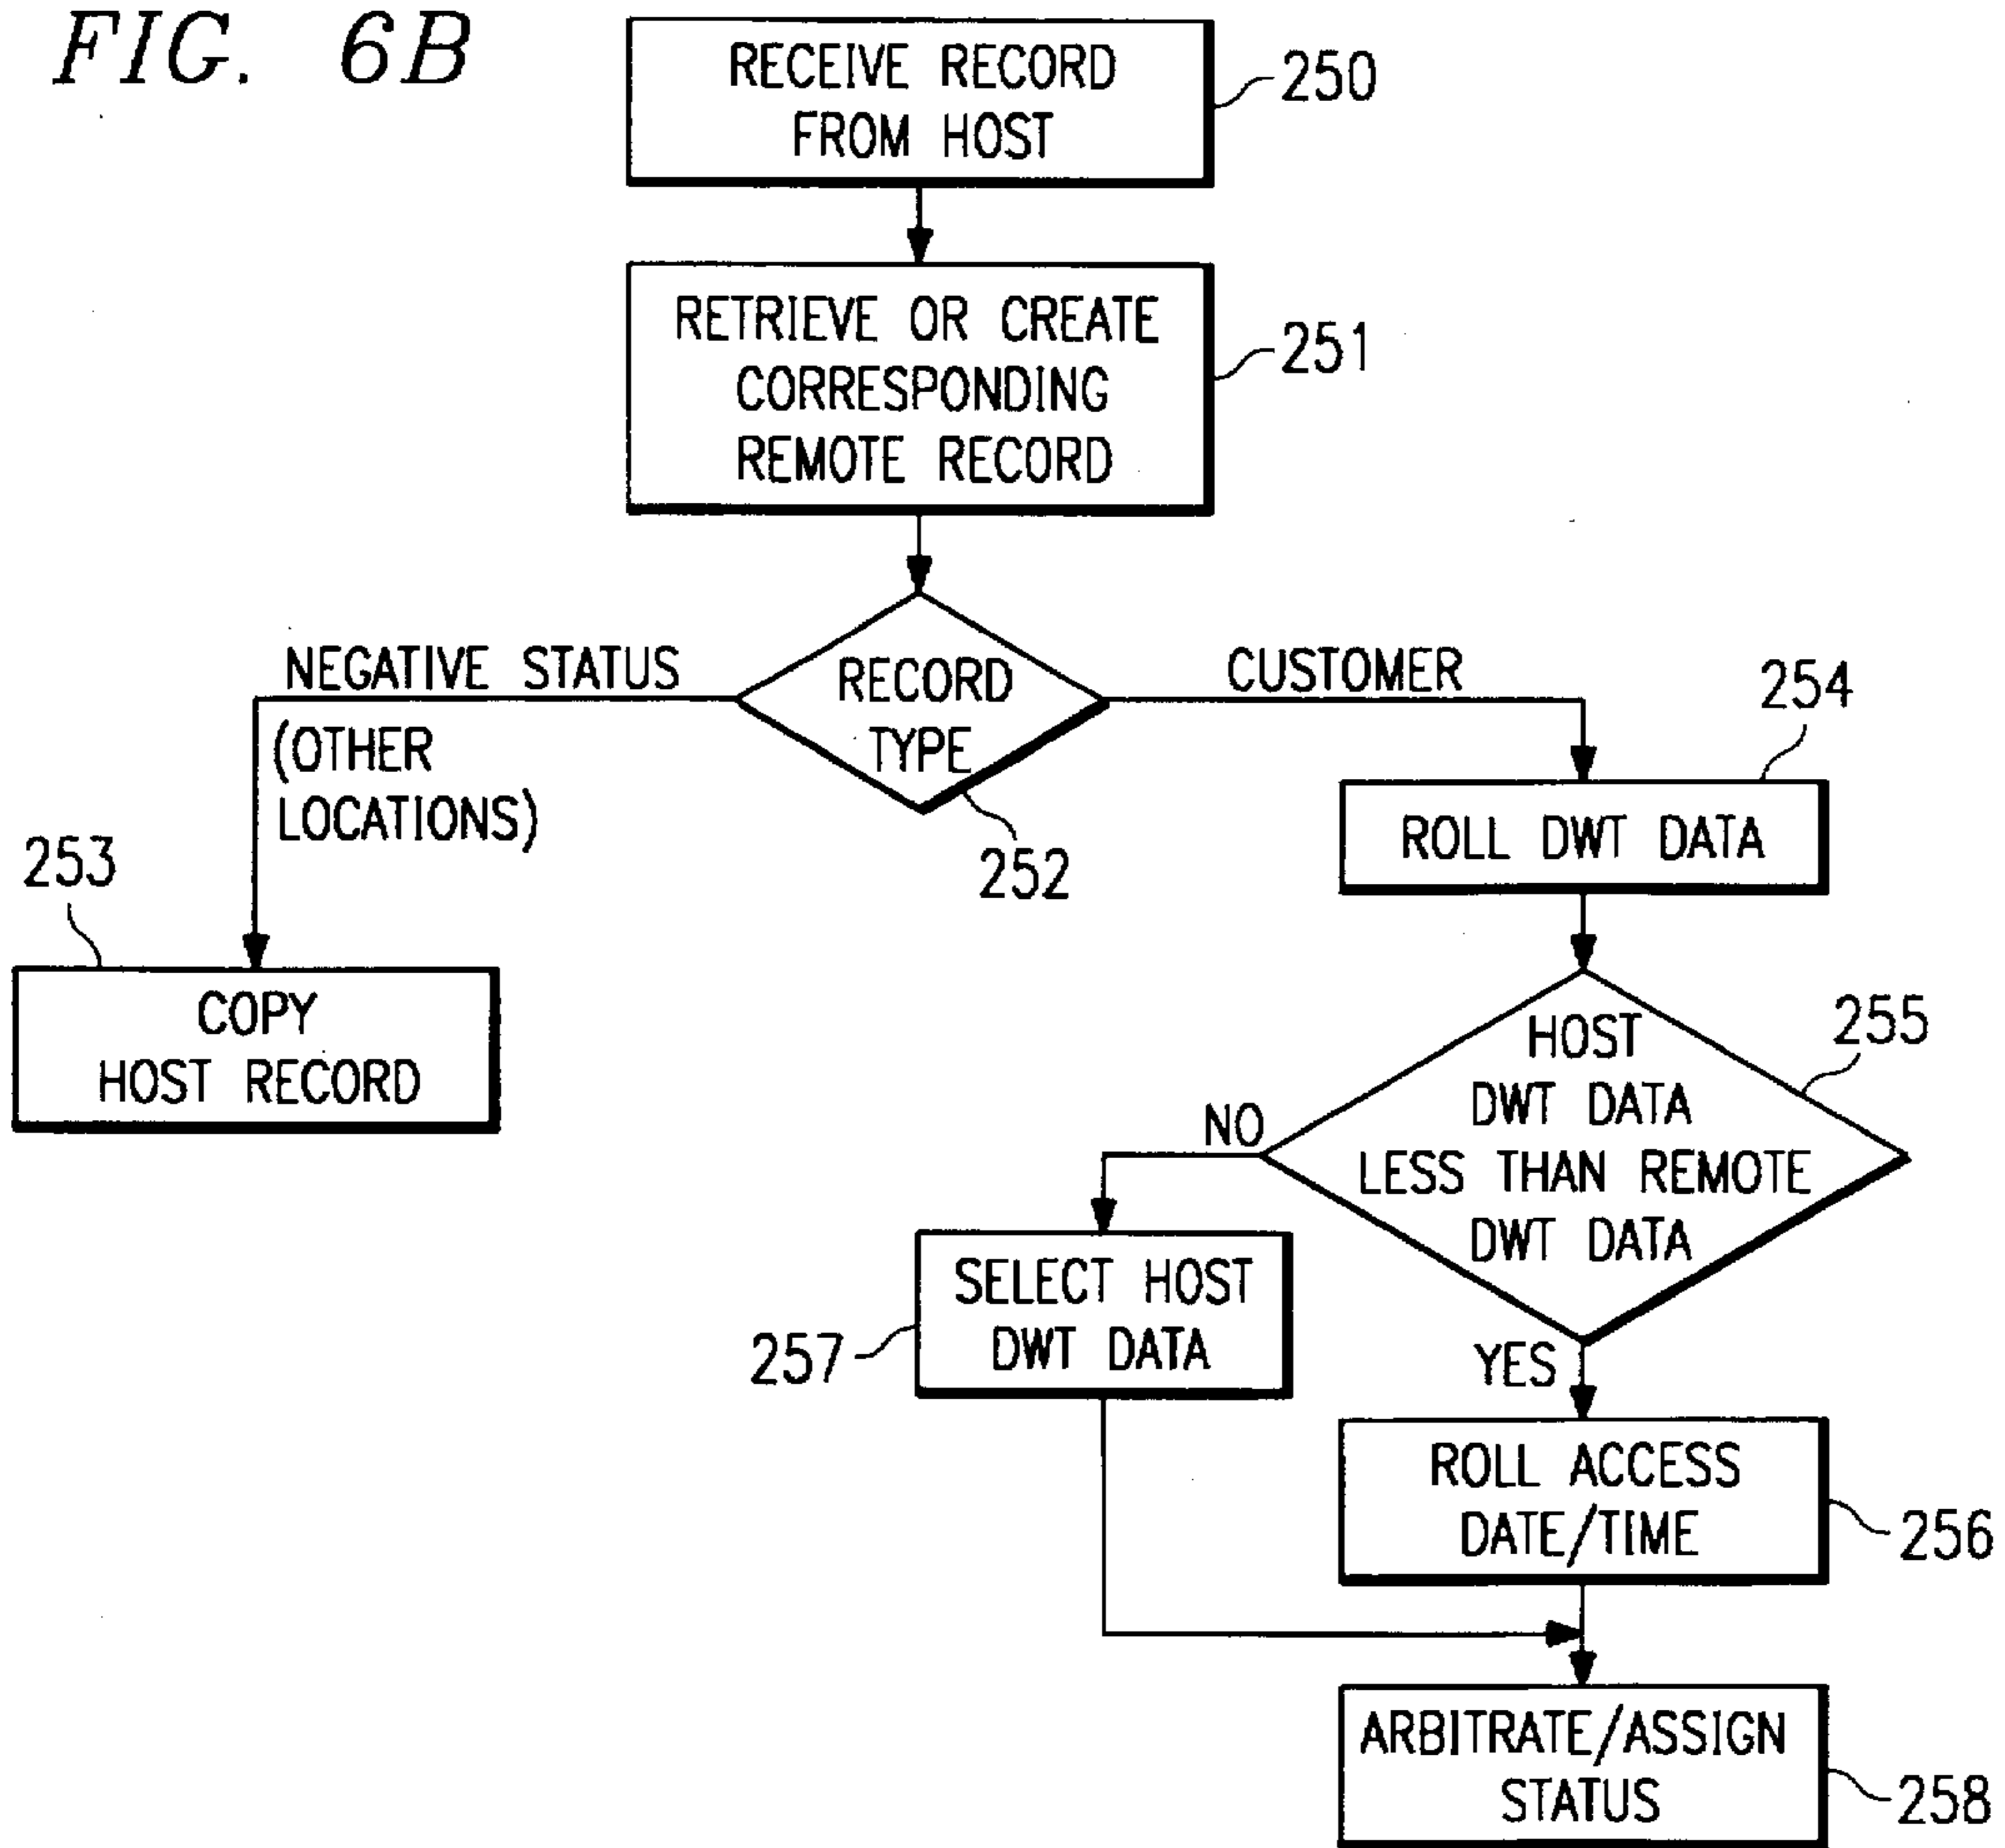 FIG. 6B
RECEIVE RECORD
FROM HOST
250
RETRIEVE OR CREATE
CORRESPONDING
REMOTE RECORD
251
NEGATIVE STATUS
(OTHER
LOCATIONS)
RECORD
TYPE
252
CUSTOMER
253
COPY
HOST RECORD
254
ROLL DWT DATA
HOST
DWT DATA
LESS THAN REMOTE
DWT DATA
255
NO
SELECT HOST
DWT DATA
257
YES
ROLL ACCESS
DATE/TIME
256
ARBITRATE/ASSIGN
STATUS
258